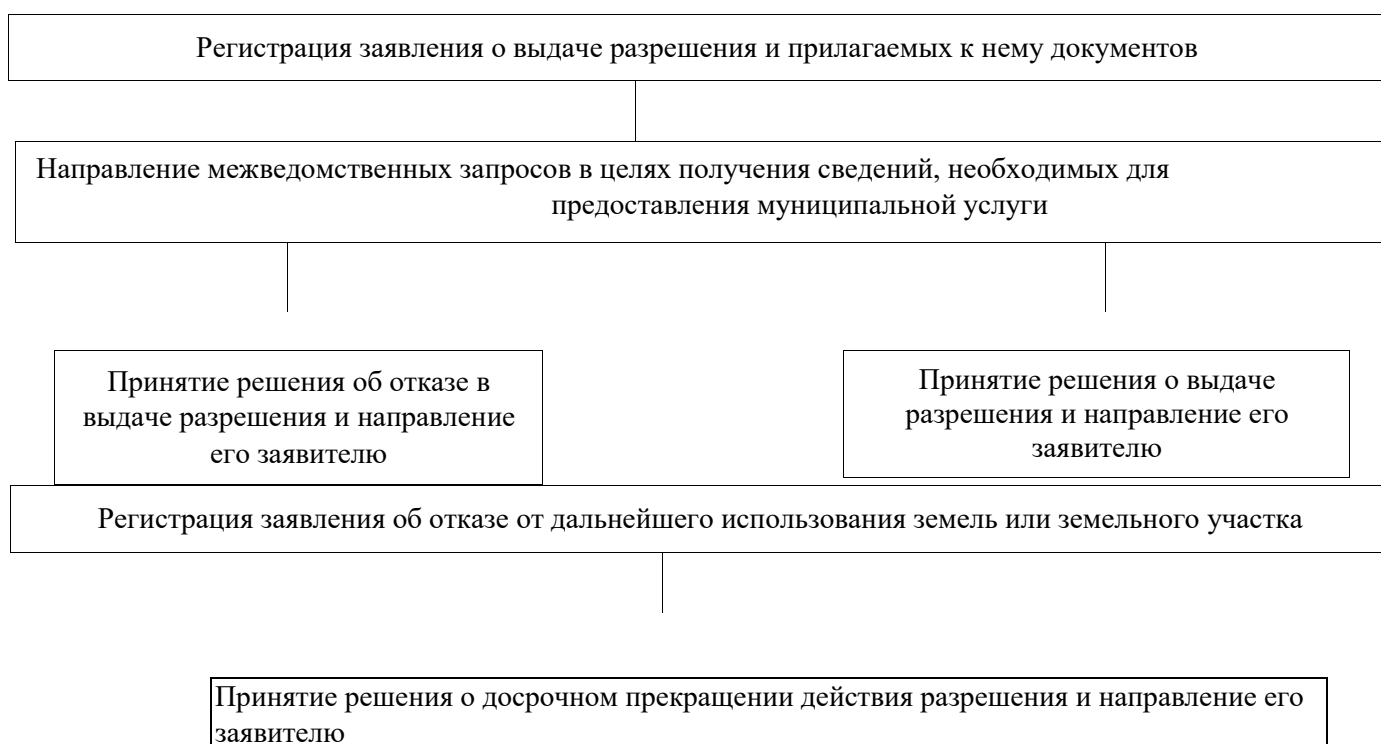 Регистрация заявления о выдаче разрешения и прилагаемых к нему документов
Направление межведомственных запросов в целях получения сведений, необходимых для
предоставления муниципальной услуги
Принятие решения об отказе в
выдаче разрешения и направление
его заявителю
Принятие решения о выдаче
разрешения и направление его
заявителю
Регистрация заявления об отказе от дальнейшего использования земель или земельного участка
Принятие решения о досрочном прекращении действия разрешения и направление его
заявителю